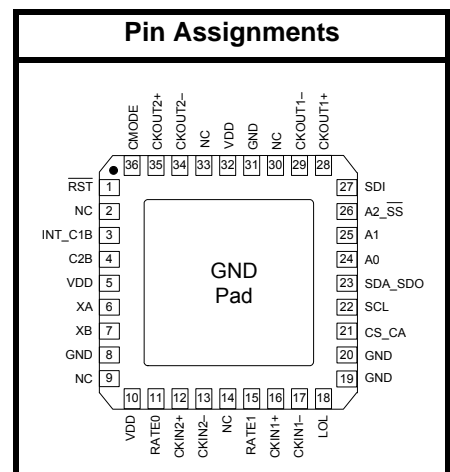 Pin Assignments
CMODE
CKOUT2+
CKOUT2–
NC
VDD
GND
NC
CKOUT1–
CKOUT1+
36 35 34 33 32 31 30 29 28
RST 1
NC 2
INT_C1B 3
C2B 4
VDD 5
XA 6
XB 7
GND 8
NC 9
GND
Pad
27 SDI
26 A2_SS
25 A1
24 A0
23 SDA_SDO
22 SCL
21 CS_CA
20 GND
19 GND
10 11 12 13 14 15 16 17 18
VDD
RATE0
CKIN2+
CKIN2–
NC
RATE1
CKIN1+
CKIN1–
LOL